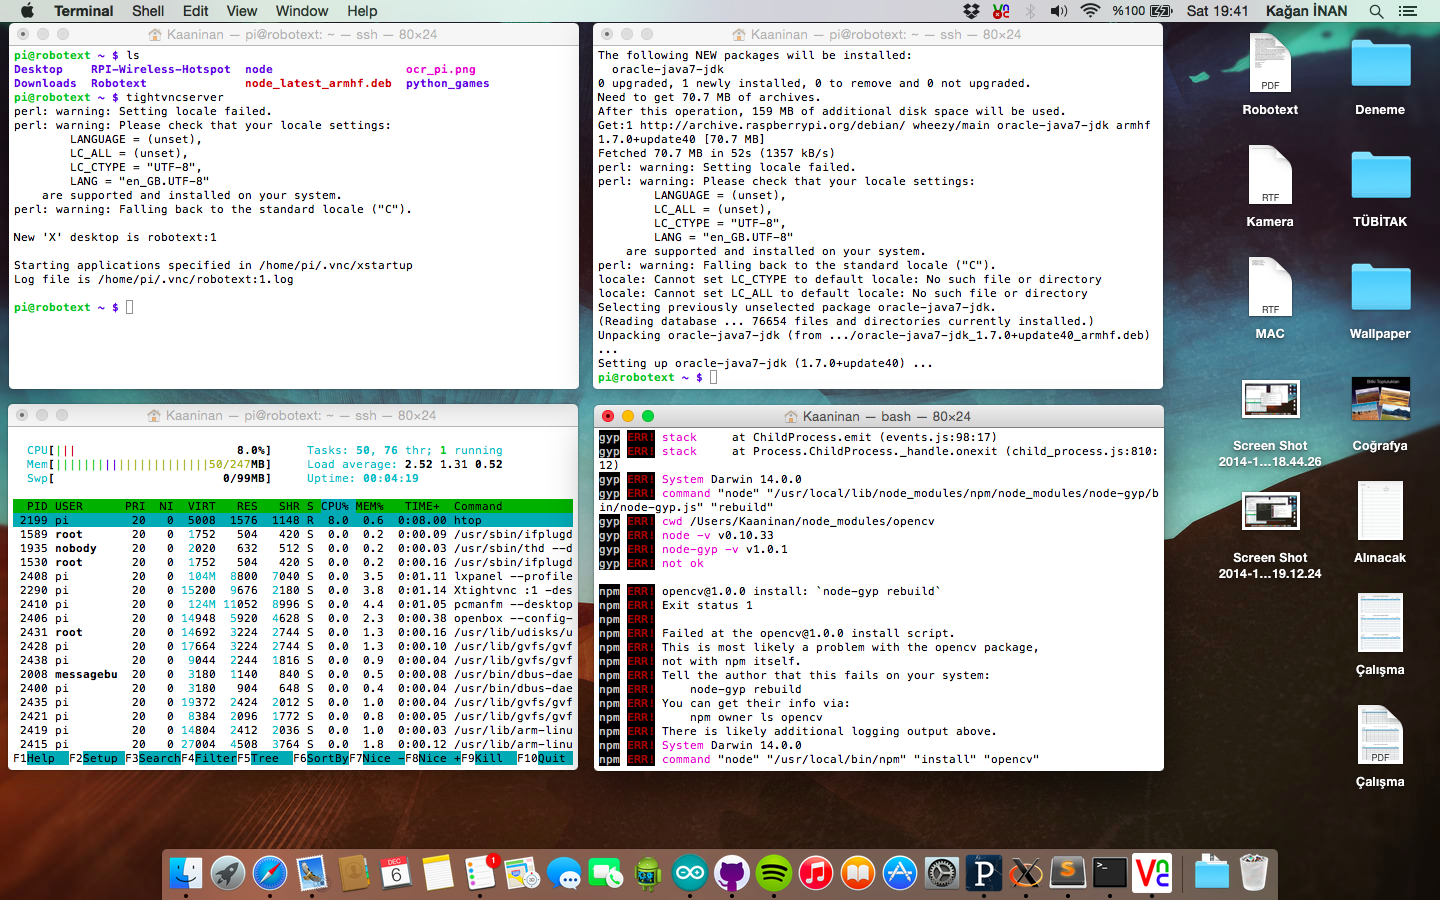 Terminal Shell Edit View Window Help %100 Sat 19:41 Kağan İNAN
Kaaninan — pi@robotext: ~ — ssh — 80×24
pi@robotext ~ $ ls
Desktop RPI-Wireless-Hotspot node ocr_pi.png
Downloads Robotext node_latest_armhf.deb python_games
pi@robotext ~ $ tightvncserver
perl: warning: Setting locale failed.
perl: warning: Please check that your locale settings:
LANGUAGE = (unset),
LC_ALL = (unset),
LC_CTYPE = "UTF-8",
LANG = "en_GB.UTF-8"
are supported and installed on your system.
perl: warning: Falling back to the standard locale ("C").
New 'X' desktop is robotext:1
Starting applications specified in /home/pi/.vnc/xstartup
Log file is /home/pi/.vnc/robotext:1.log
pi@robotext ~ $
Kaaninan — pi@robotext: ~ — ssh — 80×24
The following NEW packages will be installed:
oracle-java7-jdk
0 upgraded, 1 newly installed, 0 to remove and 0 not upgraded.
Need to get 70.7 MB of archives.
After this operation, 159 MB of additional disk space will be used.
Get:1 http://archive.raspberrypi.org/debian/ wheezy/main oracle-java7-jdk armhf
1.7.0+update40 [70.7 MB]
Fetched 70.7 MB in 52s (1357 kB/s)
perl: warning: Setting locale failed.
perl: warning: Please check that your locale settings:
LANGUAGE = (unset),
LC_ALL = (unset),
LC_CTYPE = "UTF-8",
LANG = "en_GB.UTF-8"
are supported and installed on your system.
perl: warning: Falling back to the standard locale ("C").
locale: Cannot set LC_CTYPE to default locale: No such file or directory
locale: Cannot set LC_ALL to default locale: No such file or directory
Selecting previously unselected package oracle-java7-jdk.
(Reading database ... 76654 files and directories currently installed.)
Unpacking oracle-java7-jdk (from .../oracle-java7-jdk_1.7.0+update40_armhf.deb)
...
Setting up oracle-java7-jdk (1.7.0+update40) ...
pi@robotext ~ $
Kaaninan — pi@robotext: ~ — ssh — 80×24
CPU[||| 8.0%] Tasks: 50, 76 thr; 1 running
Mem[||||||||||||||||||||||50/247MB] Load average: 2.52 1.31 0.52
Swp[ 0/99MB] Uptime: 00:04:19
PID USER PRI NI VIRT RES SHR S CPU% MEM% TIME+ Command
2199 pi 20 0 5008 1576 1148 R 8.0 0.6 0:08.00 htop
1589 root 20 0 1752 504 420 S 0.0 0.2 0:00.09 /usr/sbin/ifplugd
1935 nobody 20 0 2020 632 512 S 0.0 0.2 0:00.03 /usr/sbin/thd --d
1530 root 20 0 1752 504 420 S 0.0 0.2 0:00.16 /usr/sbin/ifplugd
2408 pi 20 0 104M 8800 7040 S 0.0 3.5 0:01.11 lxpanel --profile
2290 pi 20 0 15200 9676 2180 S 0.0 3.8 0:01.14 Xtightvnc :1 -des
2410 pi 20 0 124M 11052 8996 S 0.0 4.4 0:01.05 pcmanfm --desktop
2406 pi 20 0 14948 5920 4628 S 0.0 2.3 0:00.38 openbox --config-
2431 root 20 0 14692 3224 2744 S 0.0 1.3 0:00.16 /usr/lib/udisks/u
2428 pi 20 0 17664 3224 2744 S 0.0 1.3 0:00.10 /usr/lib/gvfs/gvf
2438 pi 20 0 9044 2244 1816 S 0.0 0.9 0:00.04 /usr/lib/gvfs/gvf
2008 messagebu 20 0 3180 1140 840 S 0.0 0.5 0:00.08 /usr/bin/dbus-dae
2400 pi 20 0 3180 904 648 S 0.0 0.4 0:00.04 /usr/bin/dbus-dae
2435 pi 20 0 19372 2424 2012 S 0.0 1.0 0:00.04 /usr/lib/gvfs/gvf
2421 pi 20 0 8384 2096 1772 S 0.0 0.8 0:00.05 /usr/lib/gvfs/gvf
2419 pi 20 0 14804 2412 2036 S 0.0 1.0 0:00.03 /usr/lib/arm-linu
2415 pi 20 0 27004 4508 3764 S 0.0 1.8 0:00.12 /usr/lib/arm-linu
F1Help F2Setup F3SearchF4FilterF5Tree F6SortByF7Nice -F8Nice +F9Kill F10Quit
Kaaninan — bash — 80×24
gyp ERR! stack at ChildProcess.emit (events.js:98:17)
gyp ERR! stack at Process.ChildProcess._handle.onexit (child_process.js:810:
12)
gyp ERR! System Darwin 14.0.0
gyp ERR! command "node" "/usr/local/lib/node_modules/npm/node_modules/node-gyp/b
in/node-gyp.js" "rebuild"
gyp ERR! cwd /Users/Kaaninan/node_modules/opencv
gyp ERR! node -v v0.10.33
gyp ERR! node-gyp -v v1.0.1
gyp ERR! not ok
npm ERR! opencv@1.0.0 install: `node-gyp rebuild`
npm ERR! Exit status 1
npm ERR!
npm ERR! Failed at the opencv@1.0.0 install script.
npm ERR! This is most likely a problem with the opencv package,
npm ERR! not with npm itself.
npm ERR! Tell the author that this fails on your system:
npm ERR! node-gyp rebuild
npm ERR! You can get their info via:
npm ERR! npm owner ls opencv
npm ERR! There is likely additional logging output above.
npm ERR! System Darwin 14.0.0
npm ERR! command "node" "/usr/local/bin/npm" "install" "opencv"
PDF
Robotext
Deneme
RTF
Kamera
TÜBİTAK
RTF
MAC
Wallpaper
Screen Shot
2014-1...18.44.26
Bitki Toplulukları
Coğrafya
Screen Shot
2014-1...19.12.24
Alınacak
Çalışma
PDF
Çalışma
DEC
6
1
P
S
>_
VNC